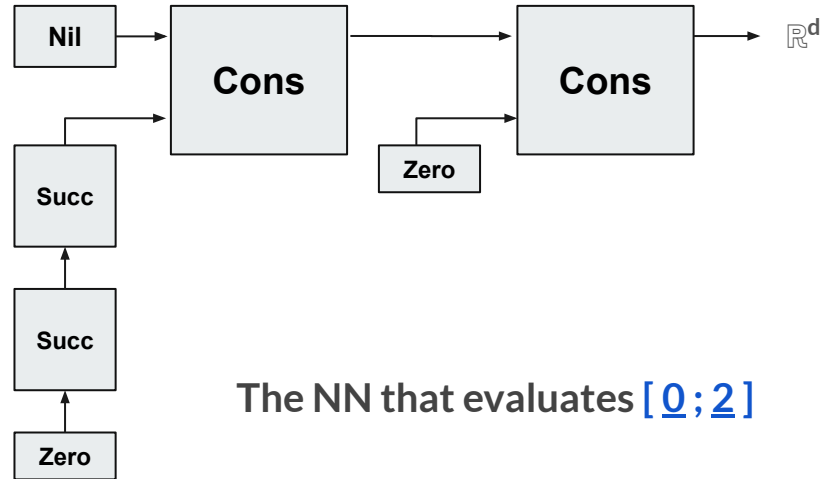 Nil
Cons
Cons
ℝd
Zero
Succ
Succ
Zero
The NN that evaluates [ 0 ; 2 ]